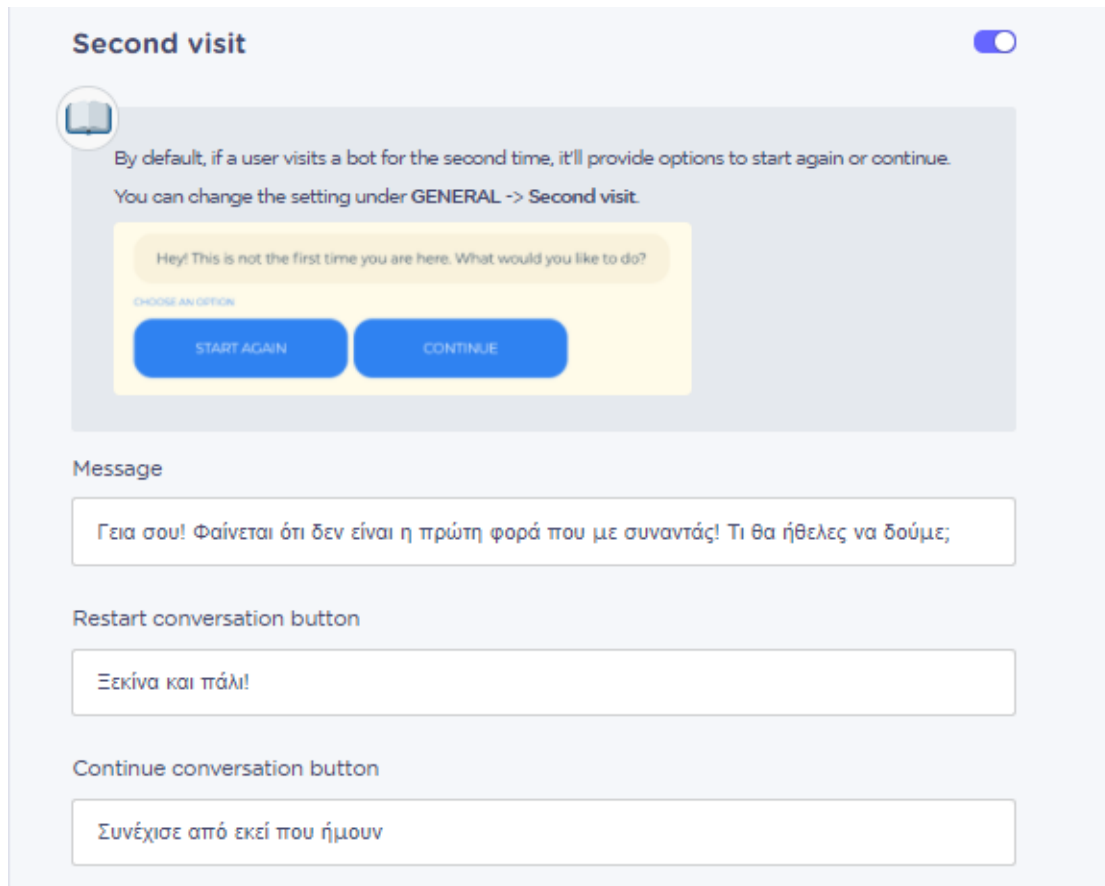 Second visit
By default, if a user visits a bot for the second time, it'll provide options to start again or continue.
You can change the setting under GENERAL -> Second visit.
Hey! This is not the first time you are here. What would you like to do?
CHOOSE AN OPTION
START AGAIN CONTINUE
Message
Γεια σου! Φαίνεται ότι δεν είναι η πρώτη φορά που με συναντάς! Τι θα ήθελες να δούμε;
Restart conversation button
Ξεκίνα και πάλι!
Continue conversation button
Συνέχισε από εκεί που ήμουν